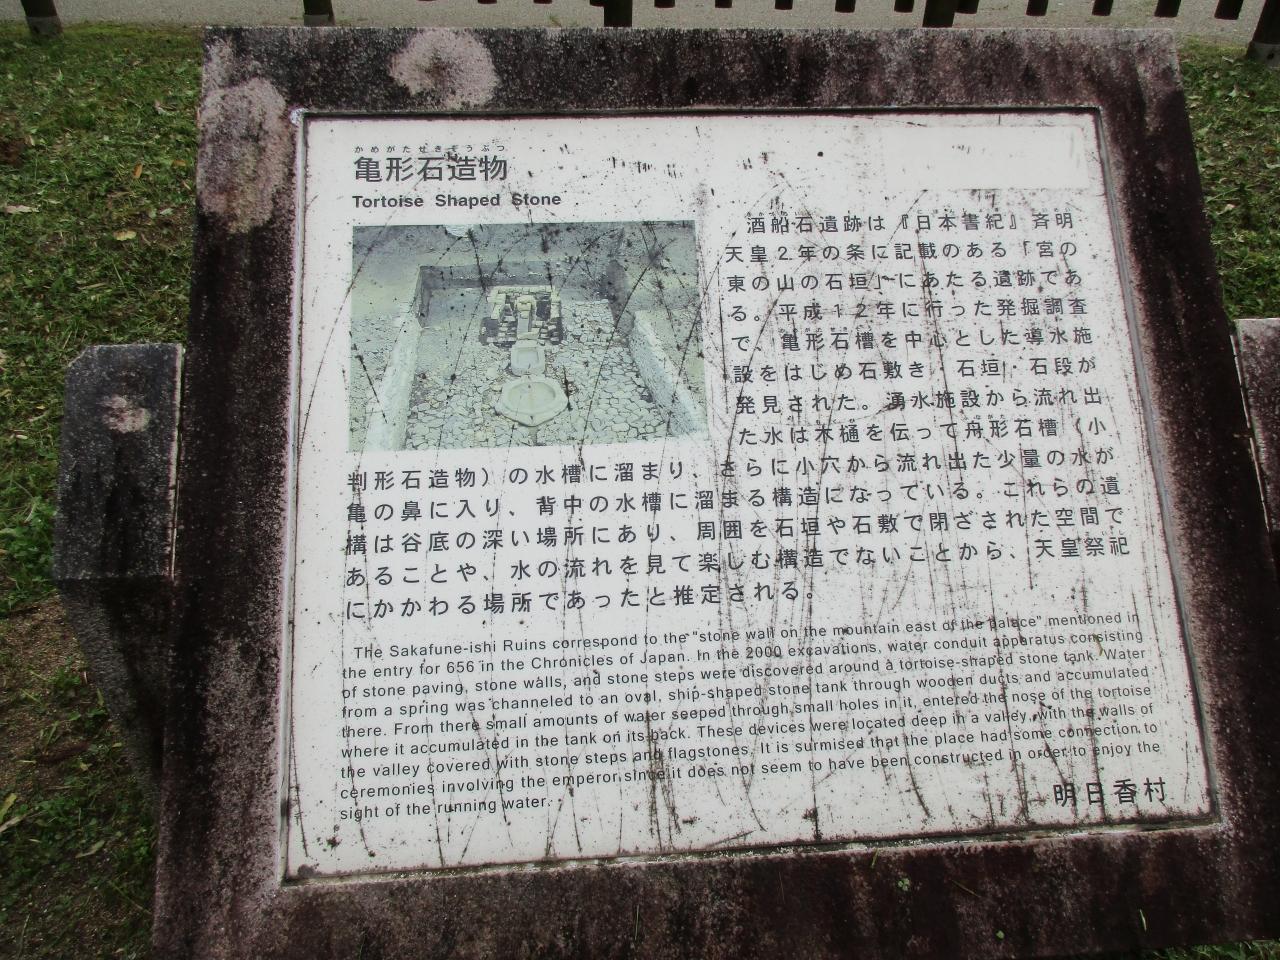 かめがたせきぞうぶつ
亀形石造物
Tortoise Shaped Stone
酒船石遺跡は『日本書紀』斉明
天皇2年の条に記載のある「宮の
東の山の石垣」にあたる遺跡であ
る。平成12年に行った発掘調査
で、亀形石槽を中心とした導水施
設をはじめ石敷き・石垣・石段が
発見された。湧水施設から流れ出
た水は木樋を伝って舟形石槽(小
判形石造物)の水槽に溜まり、さらに小穴から流れ出た少量の水が
亀の鼻に入り、背中の水槽に溜まる構造になっている。これらの遺
構は谷底の深い場所にあり、周囲を石垣や石敷で閉ざされた空間で
あることや、水の流れを見て楽しむ構造でないことから、天皇祭祀
にかかわる場所であったと推定される。
The Sakafune-ishi Ruins correspond to the "stone wall on the mountain east of the palace" mentioned in
the entry for 656 in the Chronicles of Japan. In the 2000 excavations, water conduit apparatus consisting
of stone paving, stone walls, and stone steps were discovered around a tortoise-shaped stone tank. Water
from a spring was channeled to an oval, ship-shaped stone tank through wooden ducts and accumulated
there. From there small amounts of water seeped through small holes in it, entered the nose of the tortoise
where it accumulated in the tank on its back. These devices were located deep in a valley, with the walls of
the valley covered with stone steps and flagstones. It is surmised that the place had some connection to
ceremonies involving the emperor since it does not seem to have been constructed in order to enjoy the
sight of the running water.
明日香村